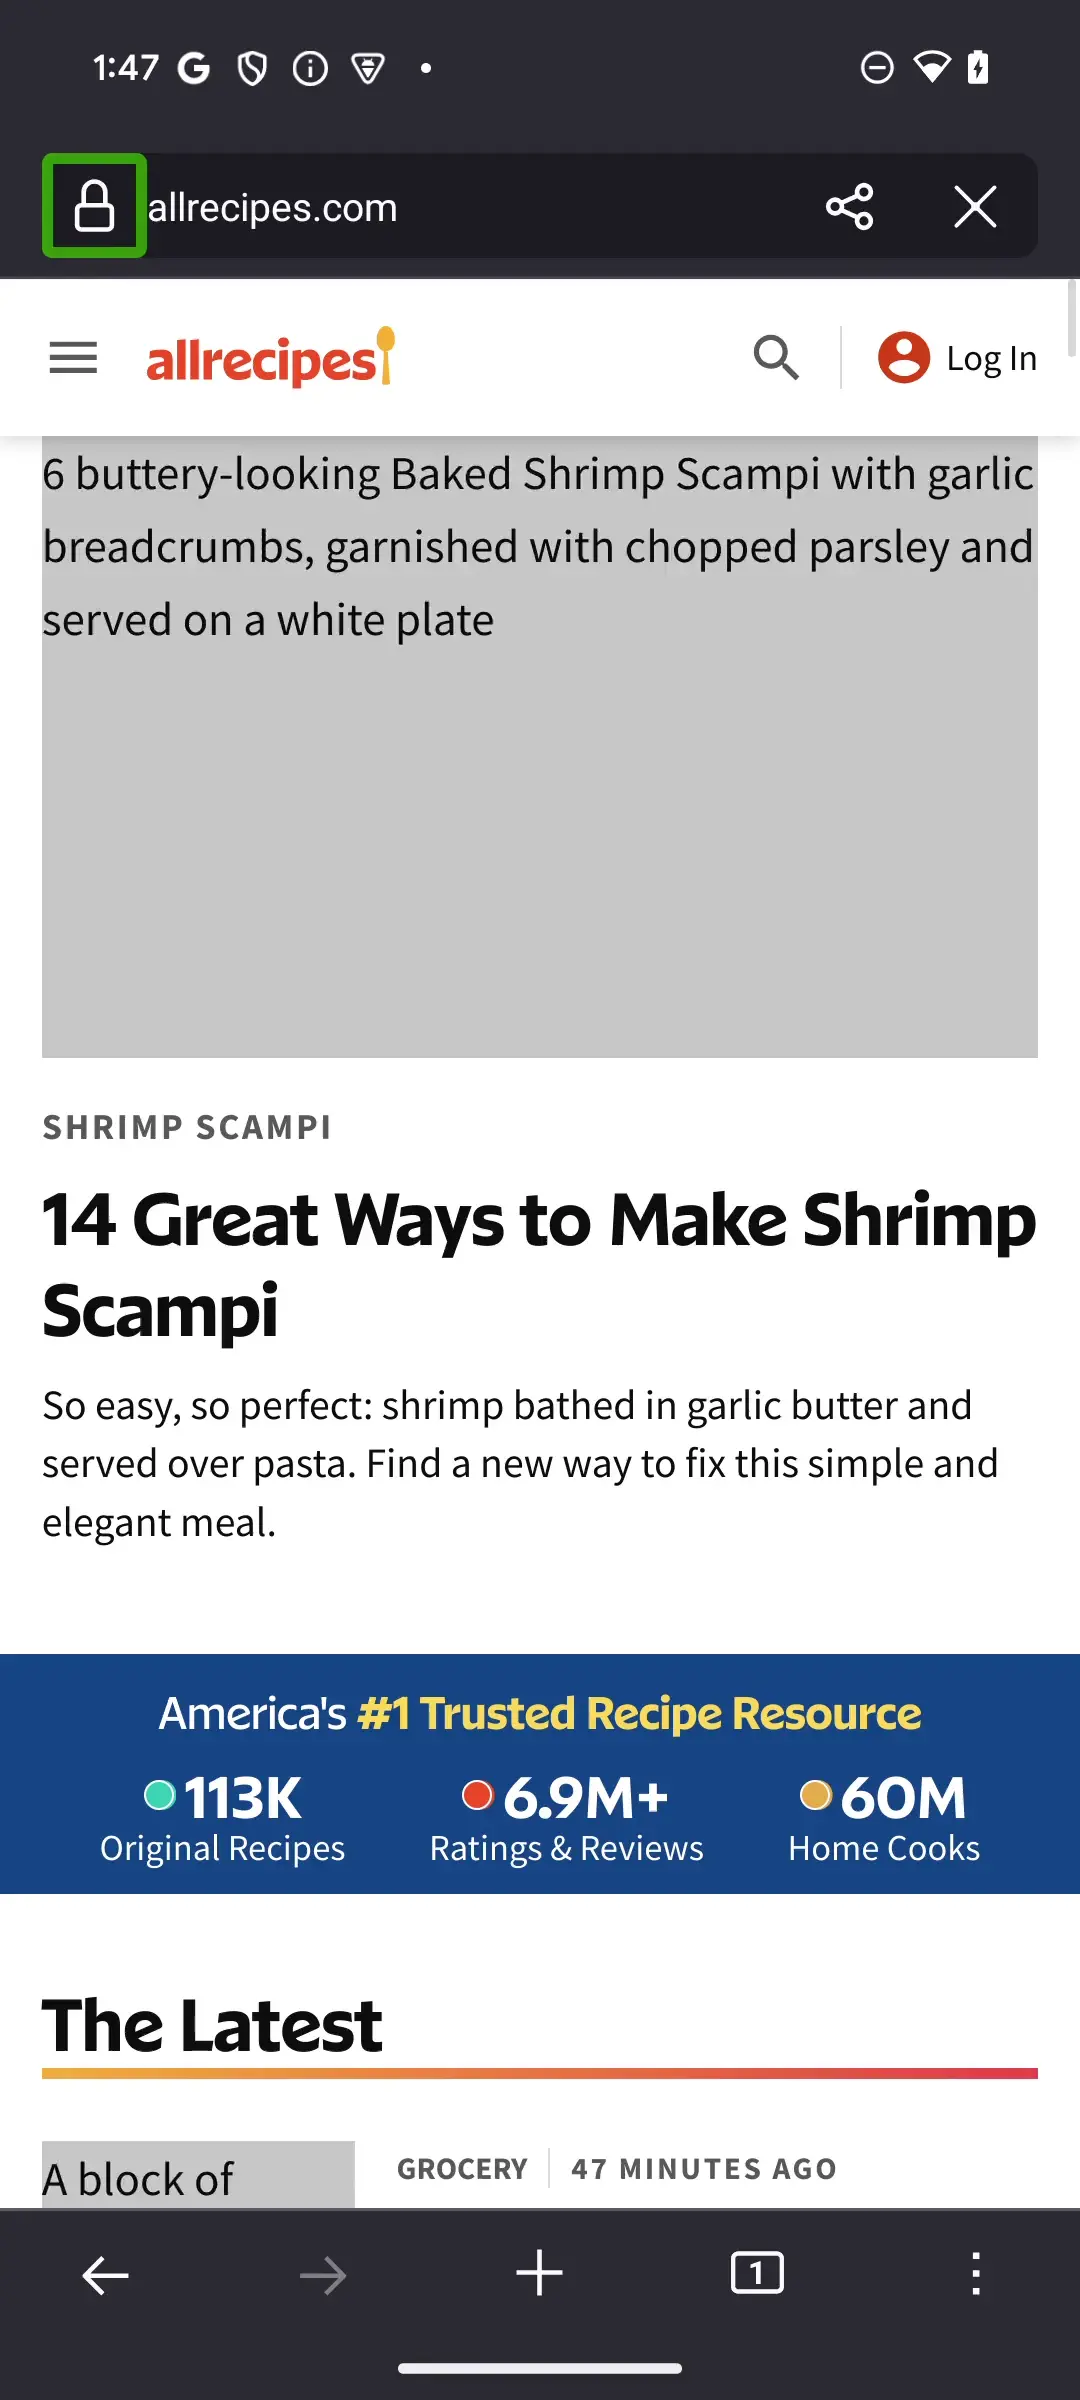 1:47
allrecipes.com
allrecipes
Log In
6 buttery-looking Baked Shrimp Scampi with garlic
breadcrumbs, garnished with chopped parsley and
served on a white plate
SHRIMP SCAMPI
14 Great Ways to Make Shrimp
Scampi
So easy, so perfect: shrimp bathed in garlic butter and
served over pasta. Find a new way to fix this simple and
elegant meal.
America's #1 Trusted Recipe Resource
113K 6.9M+ 60M
Original Recipes Ratings & Reviews Home Cooks
The Latest
A block of
GROCERY 47 MINUTES AGO
1